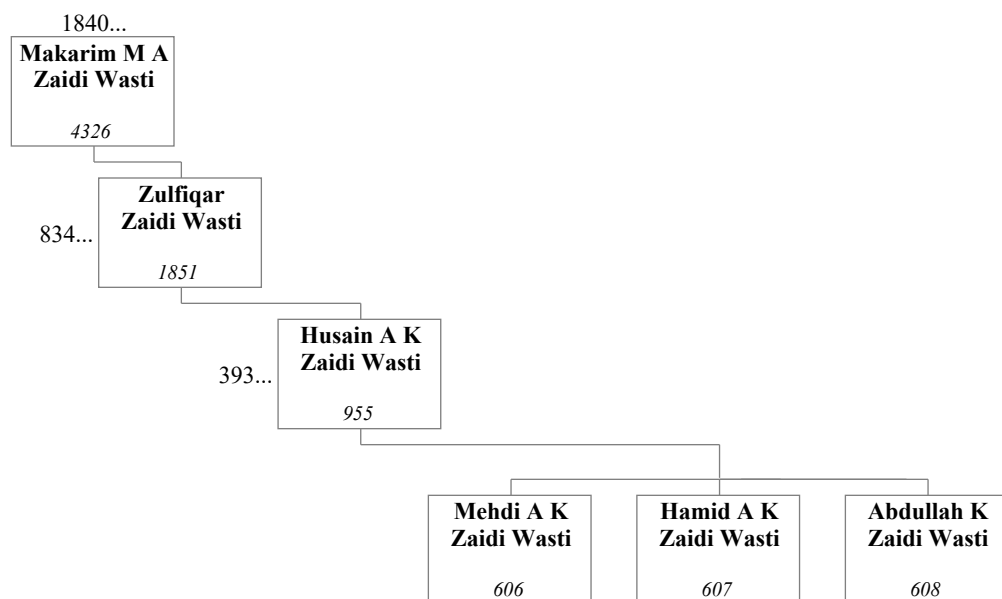 1840...
Makarim M A
Zaidi Wasti
4326
Zulfiqar
Zaidi Wasti
834...
1851
Husain A K
Zaidi Wasti
393...
955
Mehdi A K
Zaidi Wasti
606
Hamid A K
Zaidi Wasti
607
Abdullah K
Zaidi Wasti
608